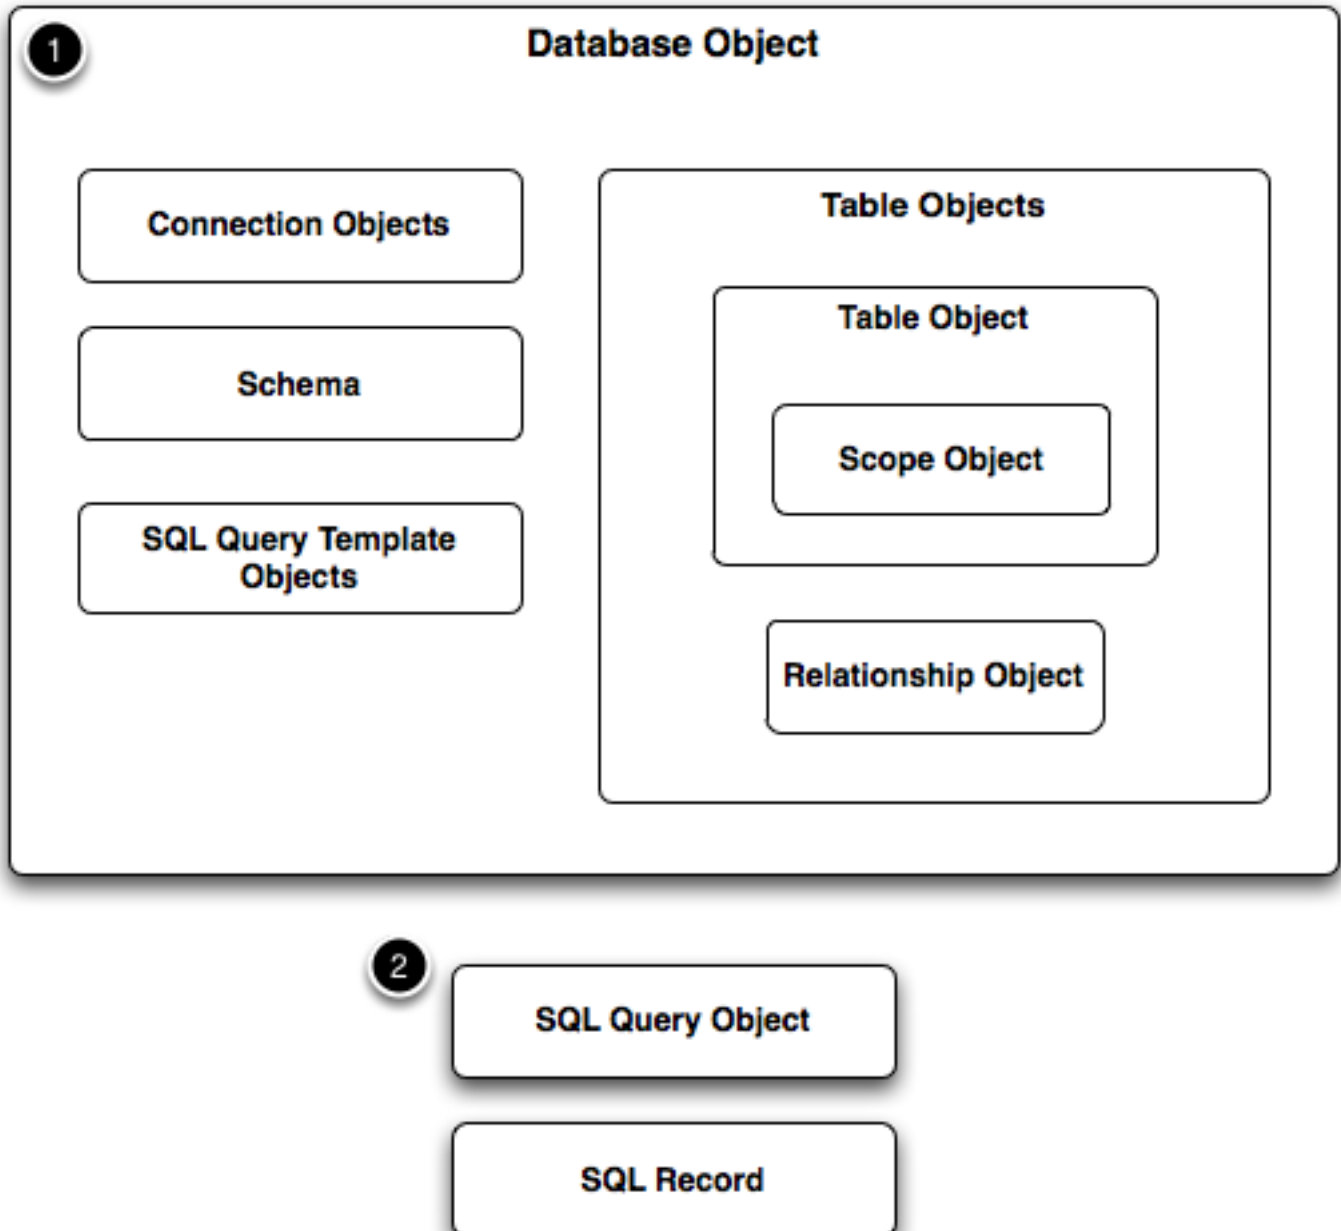 1
Database Object
Connection Objects
Schema
SQL Query Template
Objects
Table Objects
Table Object
Scope Object
Relationship Object
2
SQL Query Object
SQL Record